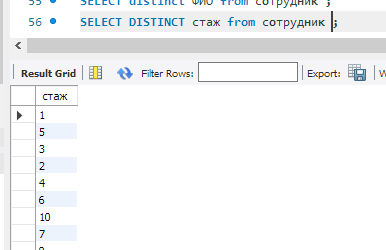 55 SELECT distinct ФИО from сотрудник ;
56 SELECT DISTINCT стаж from сотрудник ;
Result Grid Filter Rows: Export:
стаж
1
5
3
2
4
6
10
7